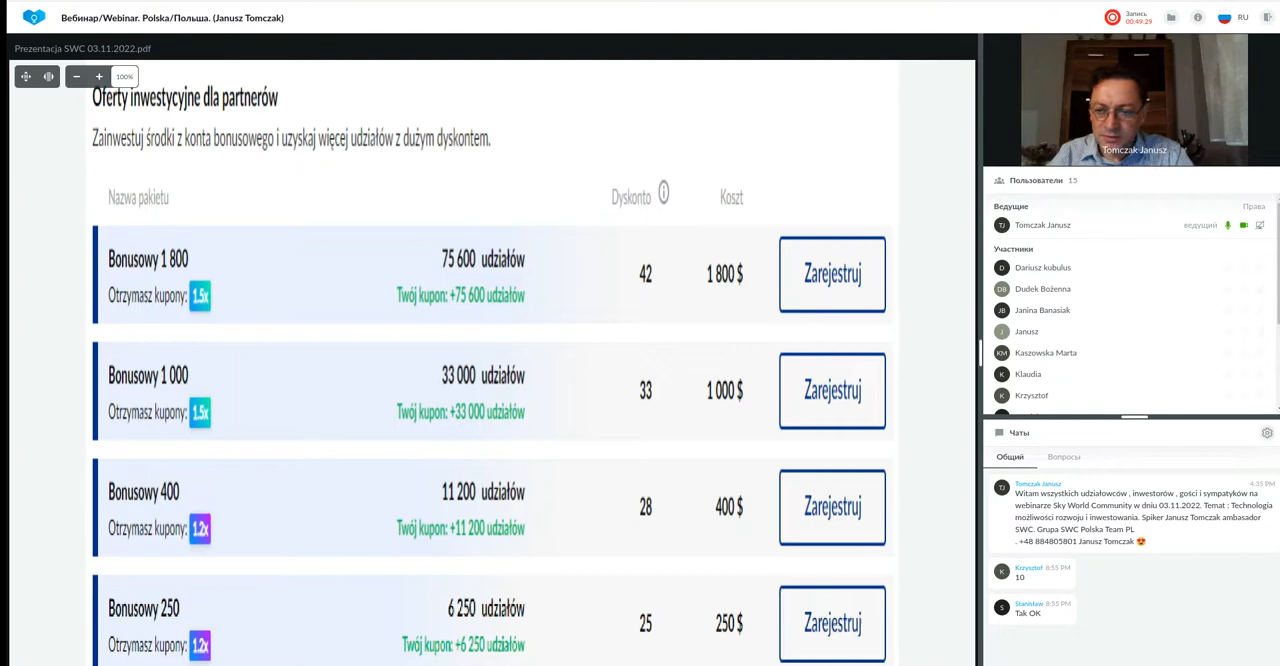 Вебинар/Webinar. Polska/Польша. (Janusz Tomczak)
Запись
00:49:29
RU
Prezentacja SWC 03.11.2022.pdf
100%
Oferty inwestycyjne dla partnerów
Zainwestuj środki z konta bonusowego i uzyskaj więcej udziałów z dużym dyskontem.
Nazwa pakietu
Dyskonto
Koszt
Bonusowy 1 800
75 600 udziałów
42
1 800 $
Zarejestruj
Otrzymasz kupony: 1.5x
Twój kupon: +75 600 udziałów
Bonusowy 1 000
33 000 udziałów
33
1 000 $
Zarejestruj
Otrzymasz kupony: 1.5x
Twój kupon: +33 000 udziałów
Bonusowy 400
11 200 udziałów
28
400 $
Zarejestruj
Otrzymasz kupony: 1.2x
Twój kupon: +11 200 udziałów
Bonusowy 250
6 250 udziałów
25
250 $
Zarejestruj
Otrzymasz kupony: 1.2x
Twój kupon: +6 250 udziałów
Tomczak Janusz
Пользователи 15
Ведущие
Права
TJ Tomczak Janusz
ведущий
Участники
D Dariusz kubulus
DB Dudek Bożenna
JB Janina Banasiak
J Janusz
KM Kaszowska Marta
K Klaudia
K Krzysztof
Чаты
Общий
Вопросы
TJ Tomczak Janusz 4:35 PM
Witam wszystkich udziałowców , inwestorów , gości i sympatyków na
webinarze Sky World Community w dniu 03.11.2022. Temat : Technologia
możliwości rozwoju i inwestowania. Spiker Janusz Tomczak ambasador
SWC. Grupa SWC Polska Team PL
. +48 884805801 Janusz Tomczak 😍
K Krzysztof 8:55 PM
10
S Stanisław 8:55 PM
Tak OK